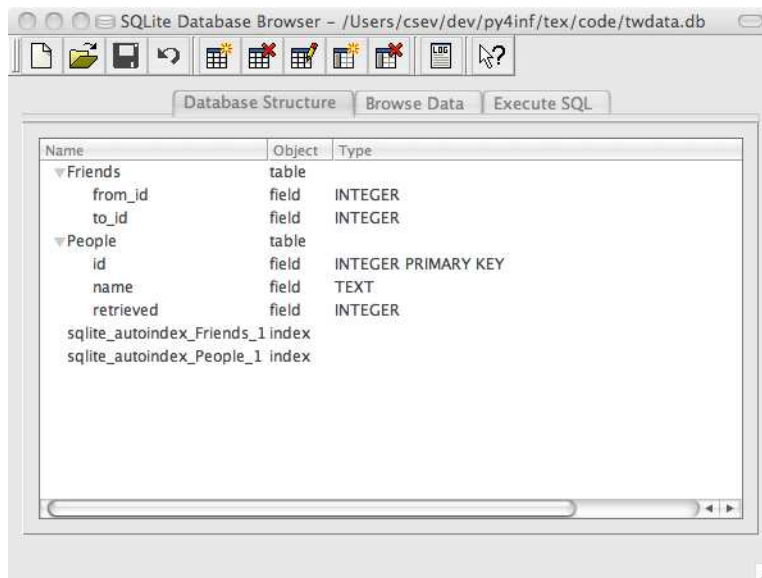 SQLite Database Browser - /Users/csev/dev/py4inf/tex/code/twdata.db
LOG
?
Database Structure Browse Data Execute SQL
Name Object Type
Friends table
from_id field INTEGER
to_id field INTEGER
People table
id field INTEGER PRIMARY KEY
name field TEXT
retrieved field INTEGER
sqlite_autoindex_Friends_1 index
sqlite_autoindex_People_1 index